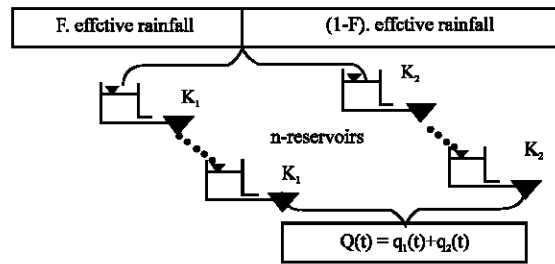 F. effctive rainfall
(1-F). effctive rainfall
K₁
K₂
n-reservoirs
K₁
K₂
Q(t) = q₁(t)+q₂(t)